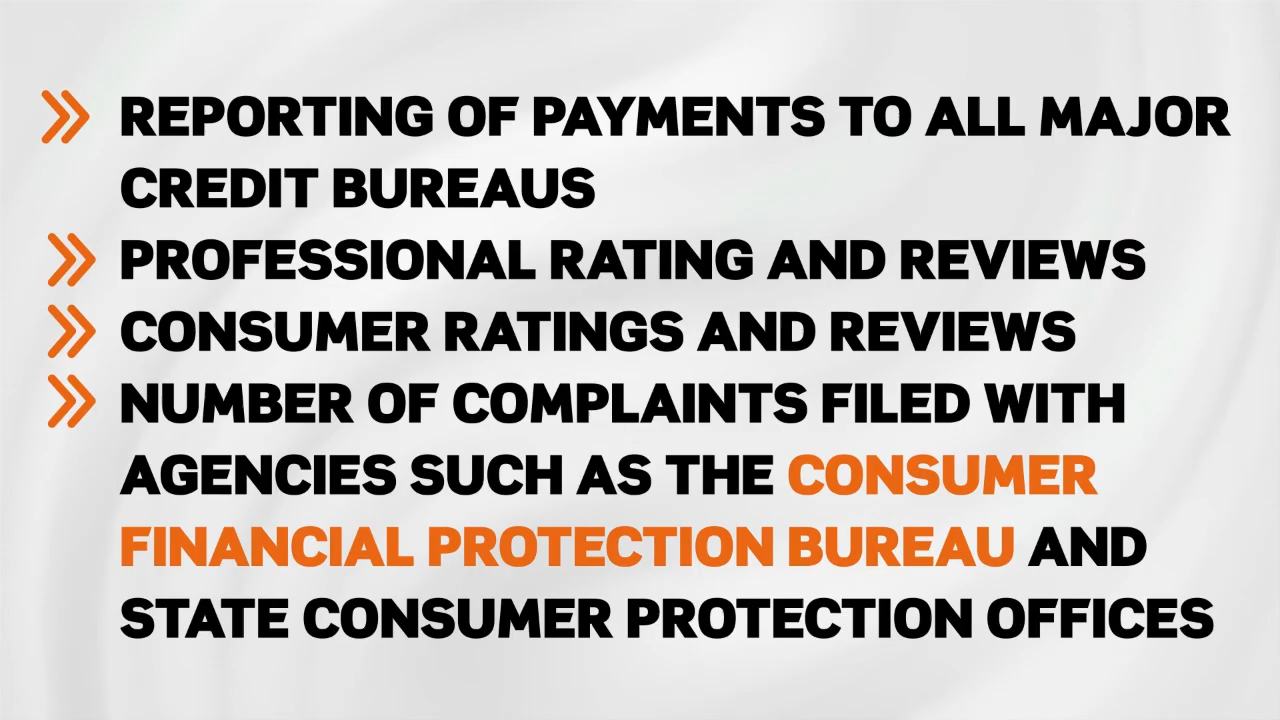 REPORTING OF PAYMENTS TO ALL MAJOR
CREDIT BUREAUS
PROFESSIONAL RATING AND REVIEWS
CONSUMER RATINGS AND REVIEWS
NUMBER OF COMPLAINTS FILED WITH
AGENCIES SUCH AS THE CONSUMER
FINANCIAL PROTECTION BUREAU AND
STATE CONSUMER PROTECTION OFFICES